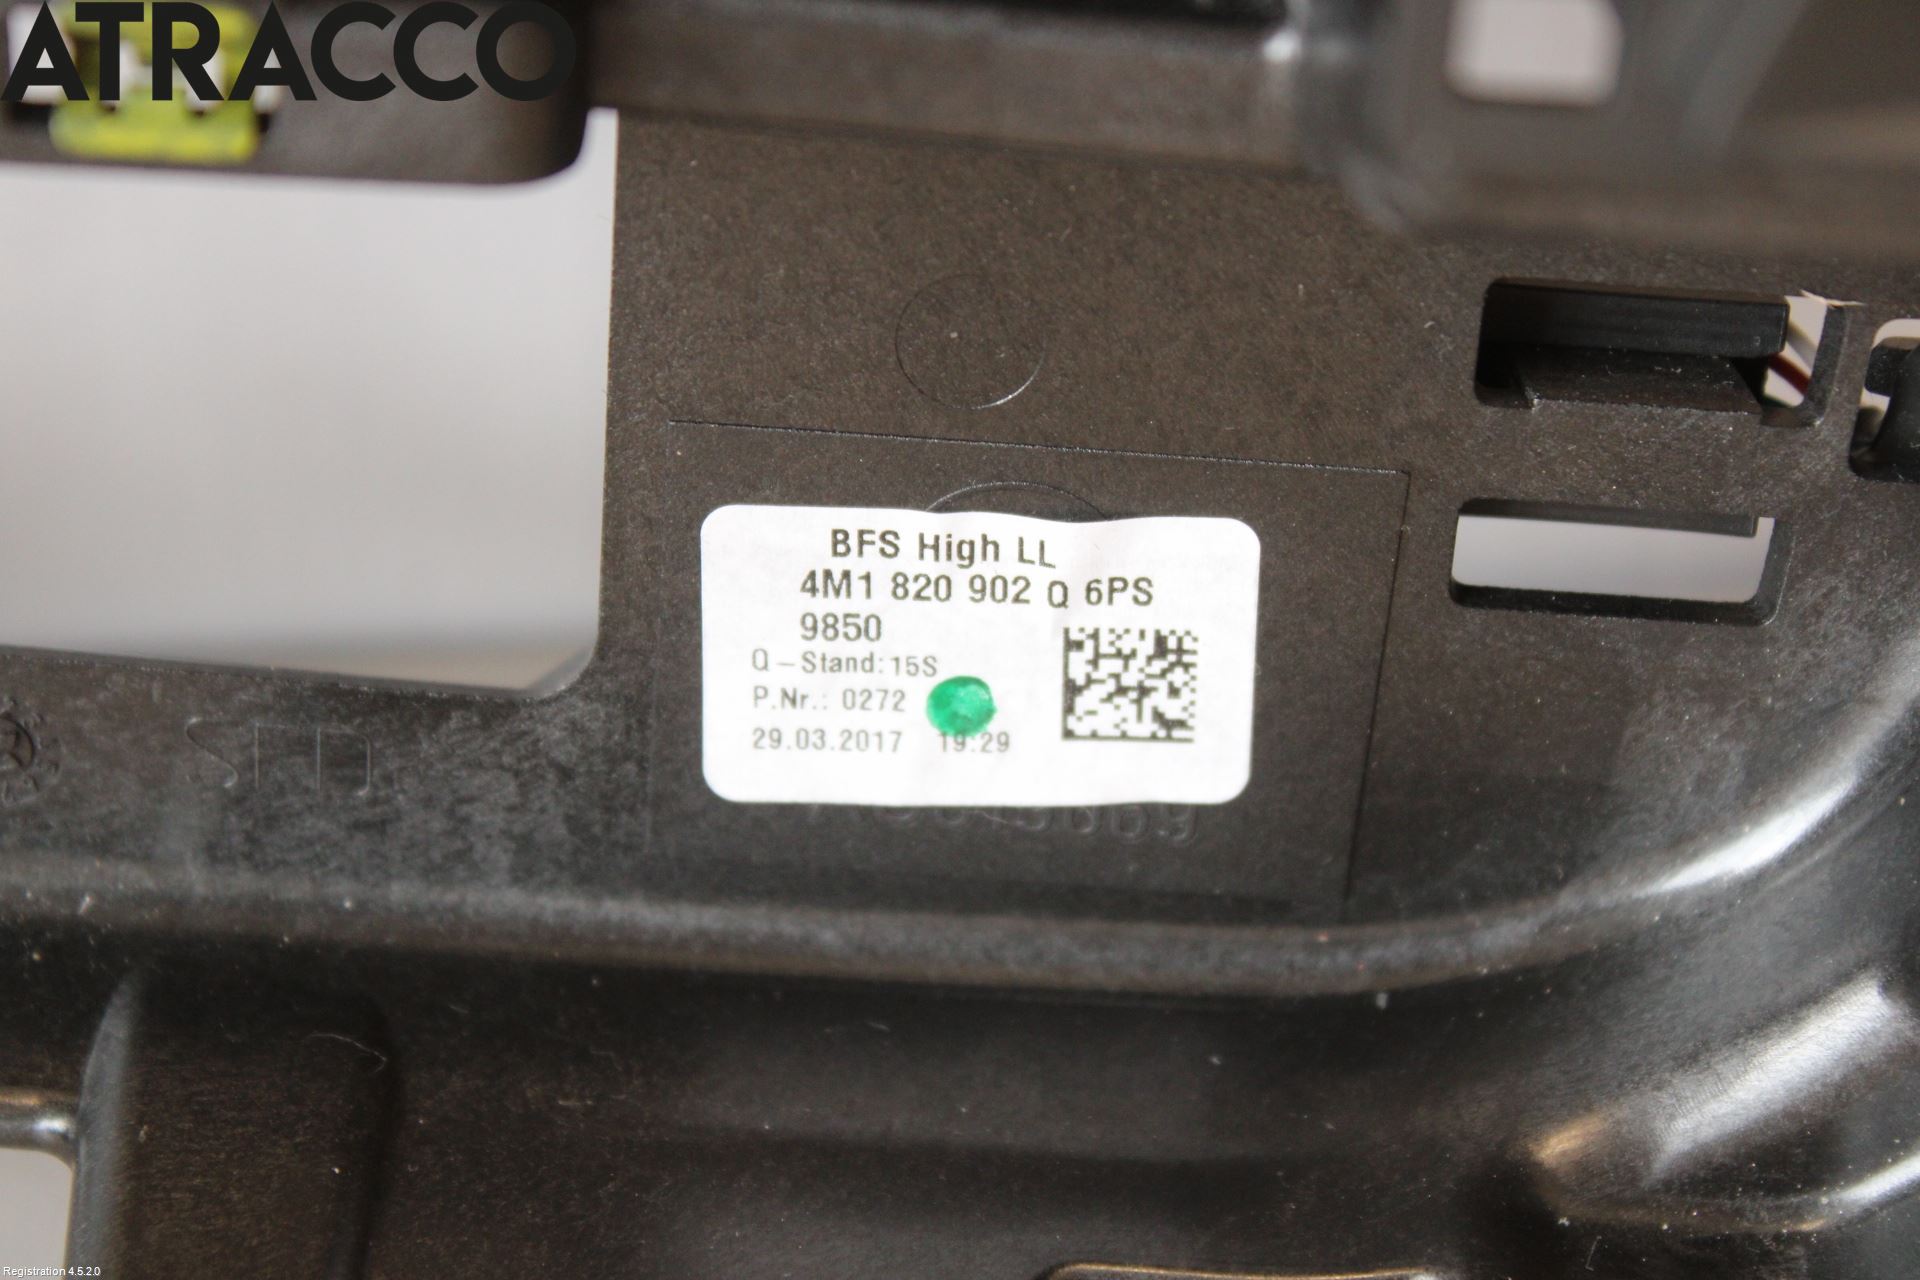 ATRACCO
BFS High LL
4M1 820 902 Q 6PS
9850
Q-Stand: 15S
P.Nr.: 0272
29.03.2017 19:29
Registration 4.5.2.0